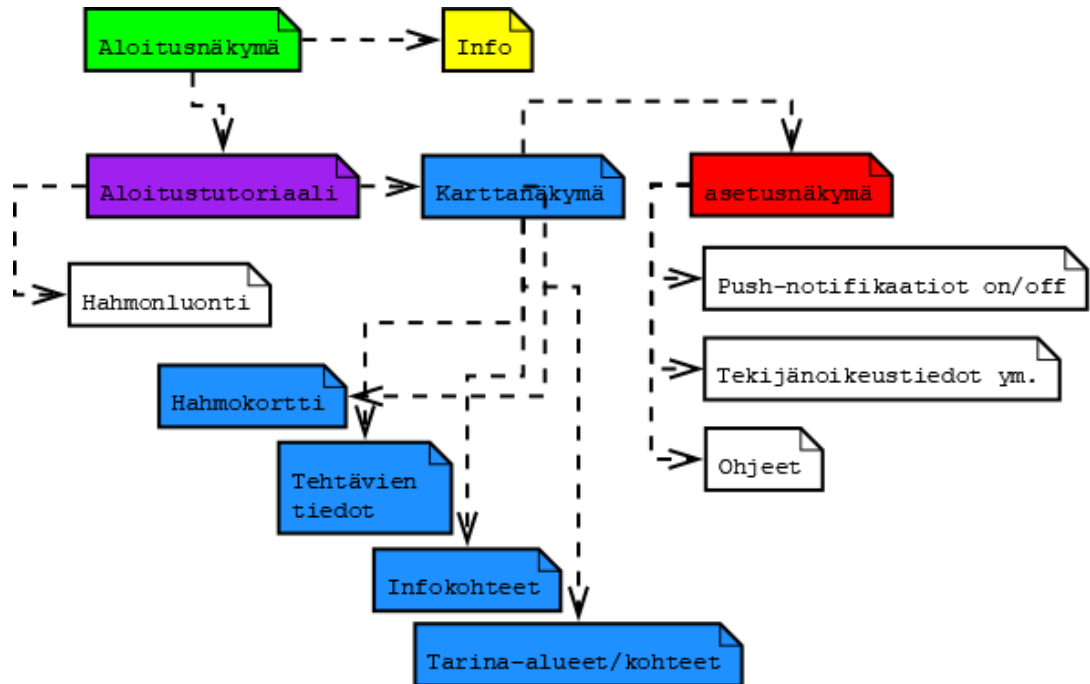 Aloitusnäkymä
Info
Aloitustutoriaali
Karttanäkymä
asetusnäkymä
Hahmonluonti
Push-notifikaatiot on/off
Tekijänoikeustiedot ym.
Hahmokortti
Ohjeet
Tehtävien
tiedot
Infokohteet
Tarina-alueet/kohteet